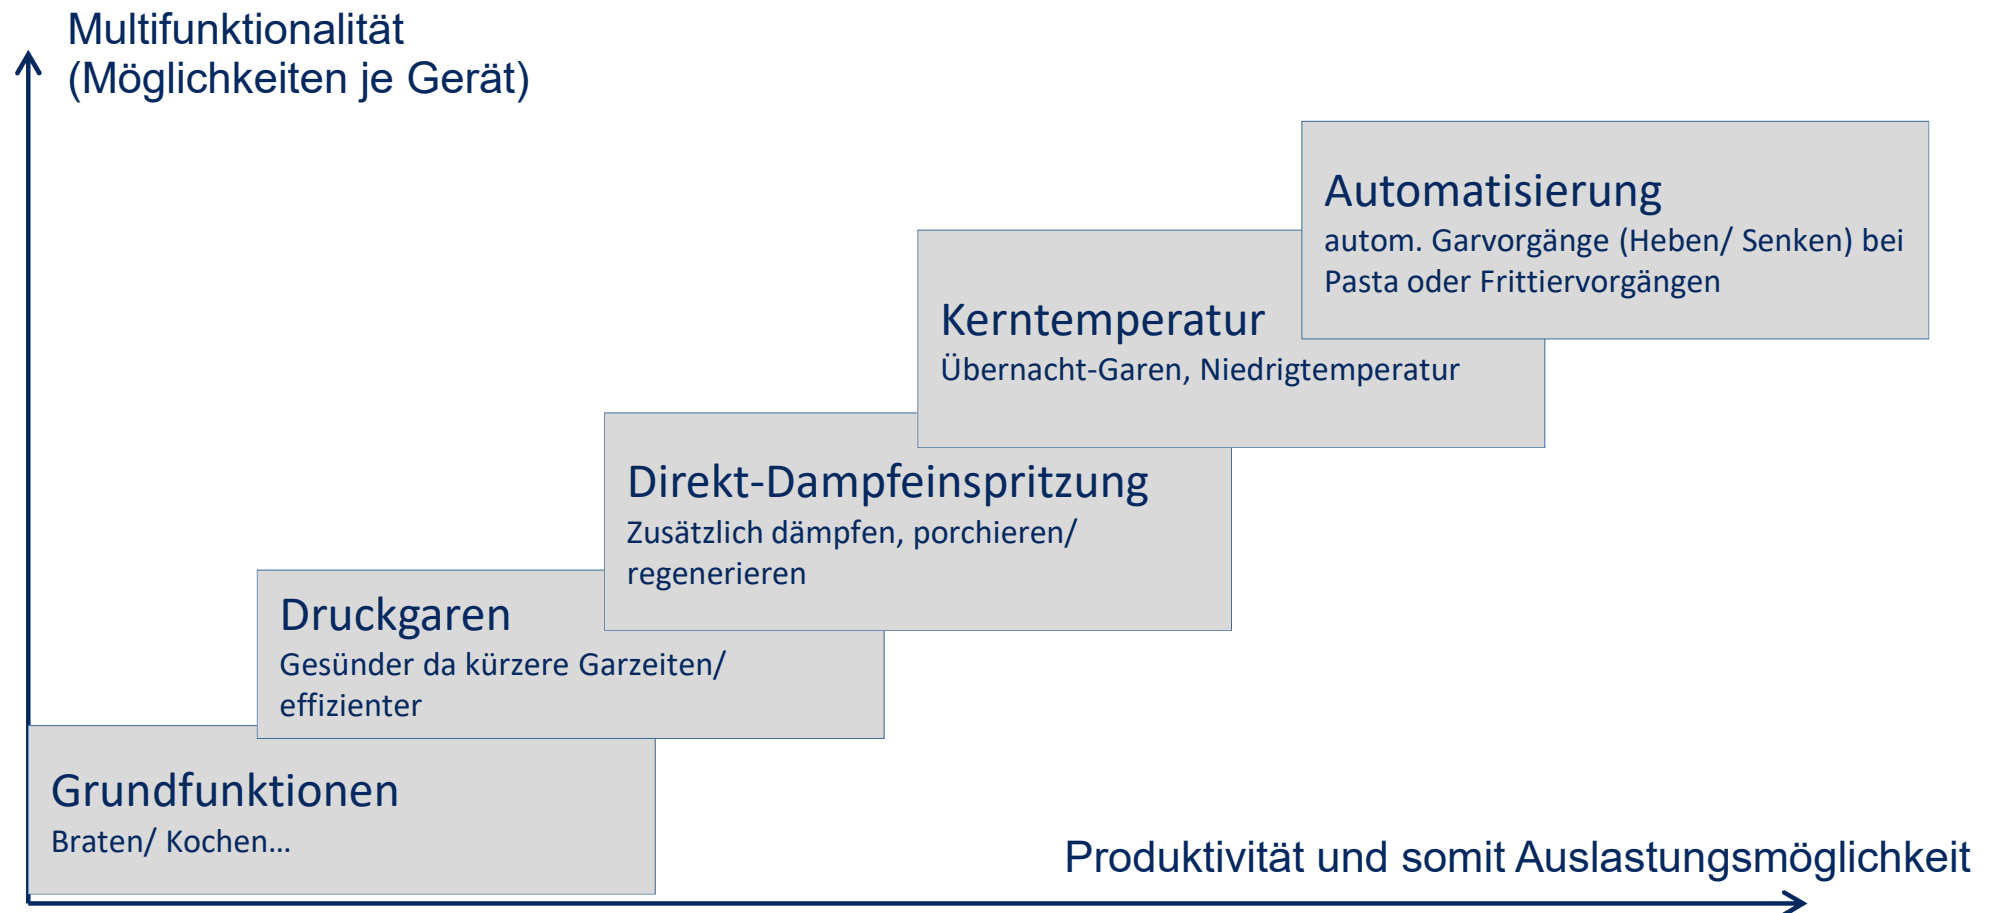 Multifunktionalität
(Möglichkeiten je Gerät)
Automatisierung
autom. Garvorgänge (Heben/ Senken) bei
Pasta oder Frittiervorgängen
Kerntemperatur
Übernacht-Garen, Niedrigtemperatur
Direkt-Dampfeinspritzung
Zusätzlich dämpfen, porchieren/
regenerieren
Druckgaren
Gesünder da kürzere Garzeiten/
effizienter
Grundfunktionen
Braten/ Kochen…
Produktivität und somit Auslastungsmöglichkeit